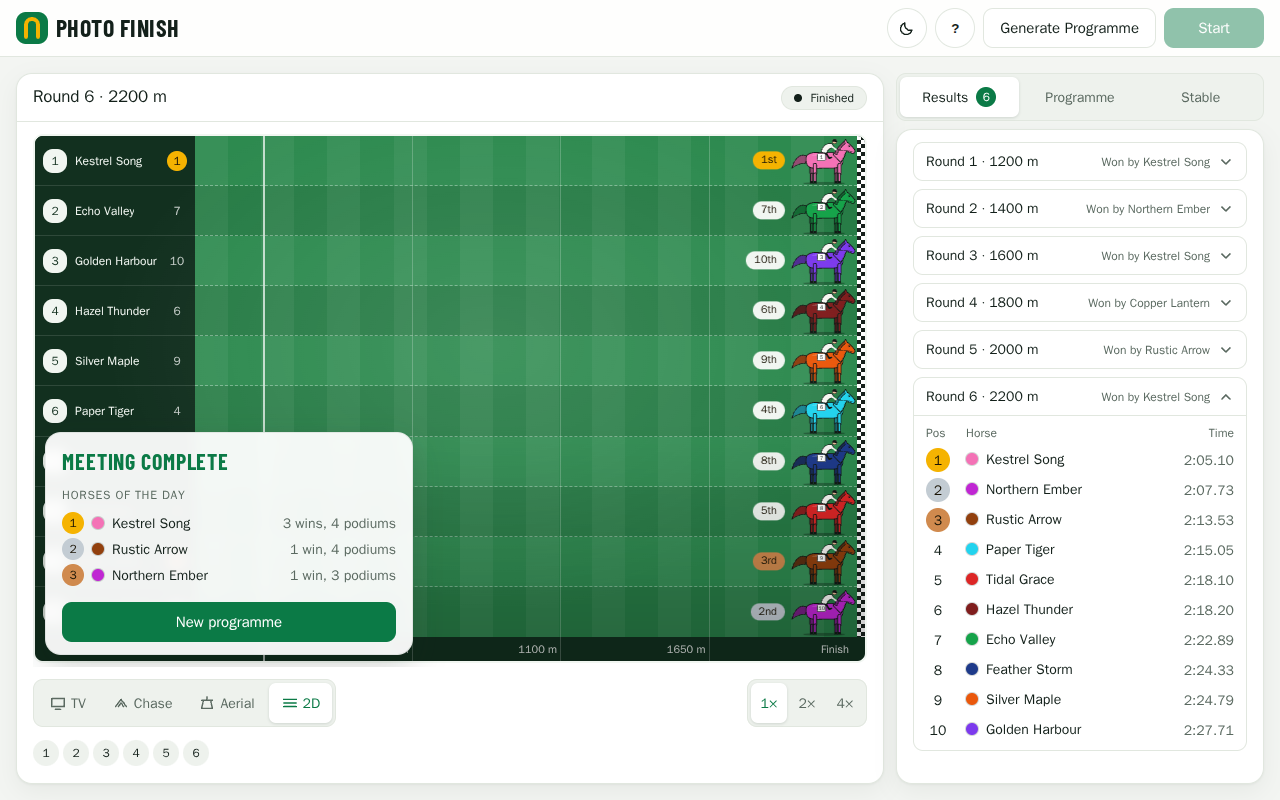 PHOTO FINISH
?
Generate Programme
Start
Round 6 · 2200 m
Finished
1 Kestrel Song 1
1st
2 Echo Valley 7
7th
3 Golden Harbour 10
10th
4 Hazel Thunder 6
6th
5 Silver Maple 9
9th
6 Paper Tiger 4
4th
8th
5th
3rd
2nd
MEETING COMPLETE
HORSES OF THE DAY
1 Kestrel Song 3 wins, 4 podiums
2 Rustic Arrow 1 win, 4 podiums
3 Northern Ember 1 win, 3 podiums
New programme
1100 m 1650 m Finish
TV Chase Aerial 2D
1× 2× 4×
1 2 3 4 5 6
Results 6 Programme Stable
Round 1 · 1200 m Won by Kestrel Song
Round 2 · 1400 m Won by Northern Ember
Round 3 · 1600 m Won by Kestrel Song
Round 4 · 1800 m Won by Copper Lantern
Round 5 · 2000 m Won by Rustic Arrow
Round 6 · 2200 m Won by Kestrel Song
Pos Horse Time
1 Kestrel Song 2:05.10
2 Northern Ember 2:07.73
3 Rustic Arrow 2:13.53
4 Paper Tiger 2:15.05
5 Tidal Grace 2:18.10
6 Hazel Thunder 2:18.20
7 Echo Valley 2:22.89
8 Feather Storm 2:24.33
9 Silver Maple 2:24.79
10 Golden Harbour 2:27.71